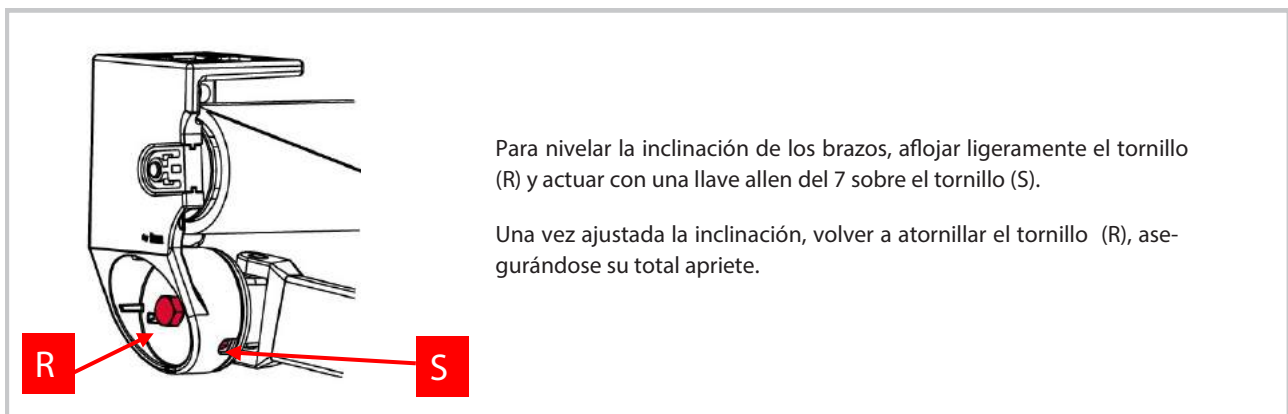 Para nivelar la inclinación de los brazos, aflojar ligeramente el tornillo
(R) y actuar con una llave allen del 7 sobre el tornillo (S).
Una vez ajustada la inclinación, volver a atornillar el tornillo (R), ase-
gurándose su total apriete.
R
S